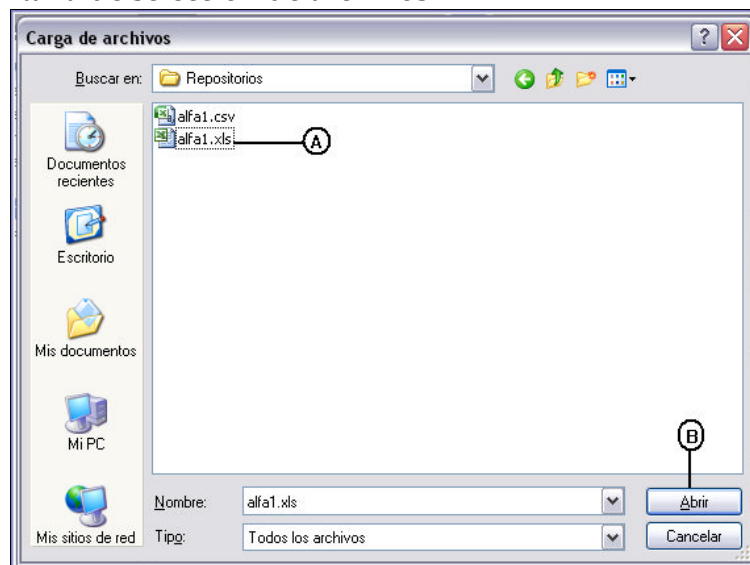 Carga de archivos
Buscar en: Repositorios
alfa1.csv
alfa1.xls
A
Documentos
recientes
Escritorio
Mis documentos
Mi PC
Mis sitios de red
B
Nombre: alfa1.xls Abrir
Tipo: Todos los archivos Cancelar